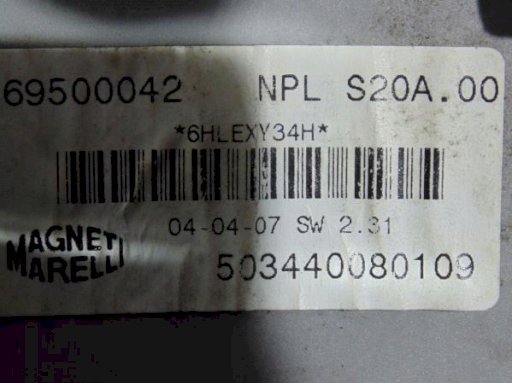 69500042 NPL S20A.00
*6HLEXY34H*
04-04-07 SW 2.31
MAGNETI
MARELLI
503440080109